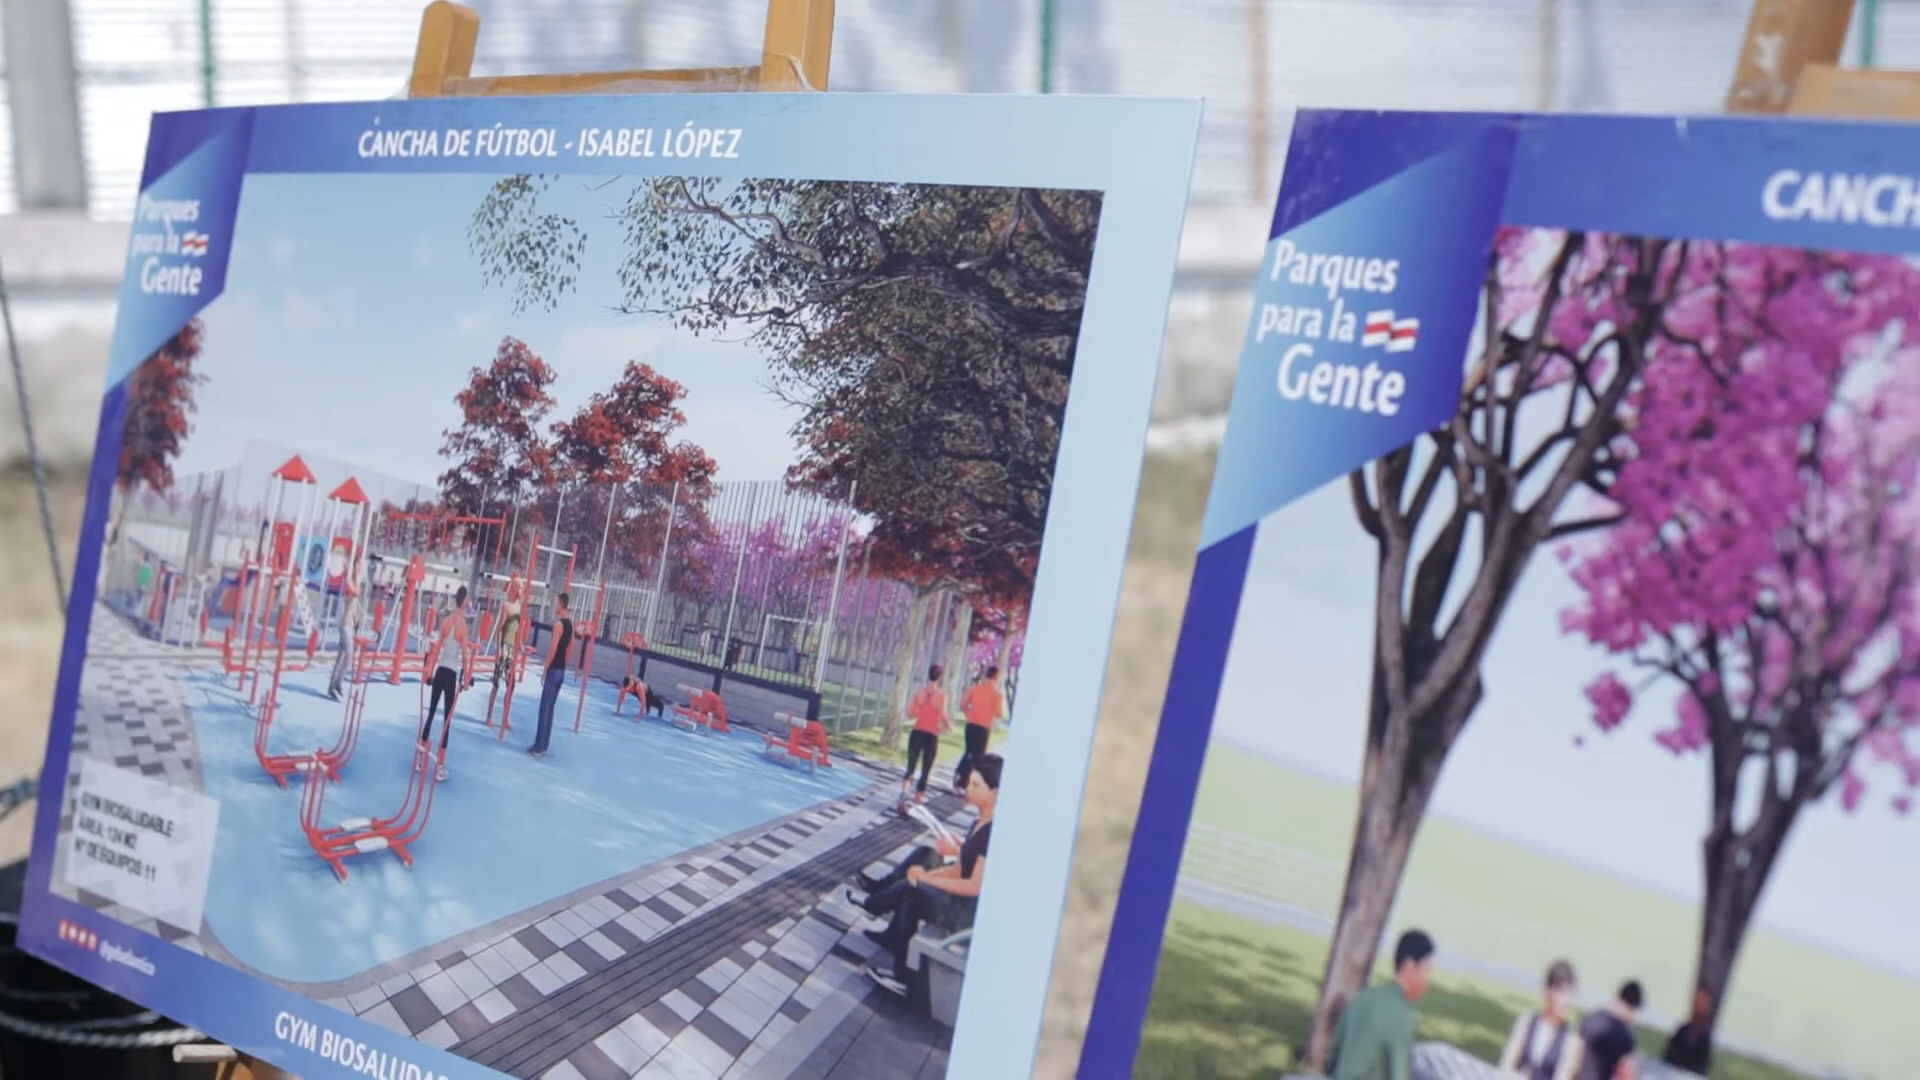 CANCHA DE FÚTBOL - ISABEL LÓPEZ
Parques
para la
Gente
GYM BIOSALUDABLE
ÁREA: 124 M2
N° DE EQUIPOS: 11
GYM BIOSALUDA
CANCH
Parques
para la
Gente